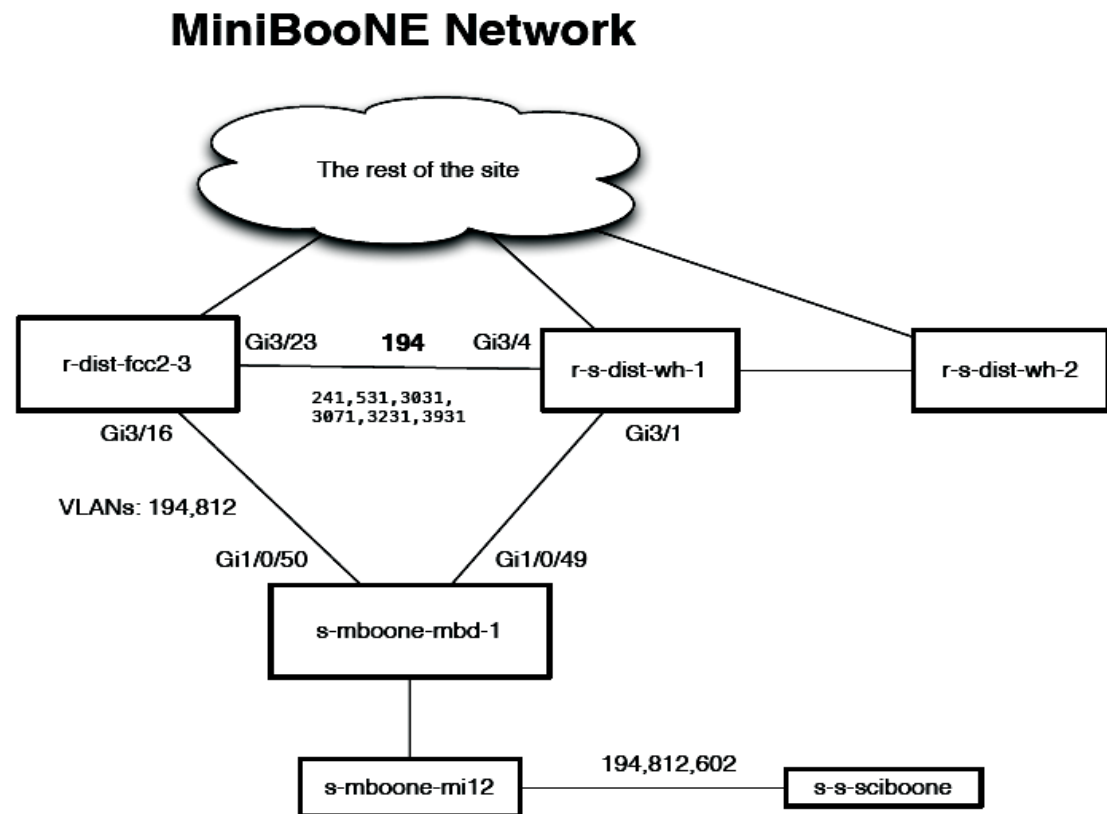 MiniBooNE Network
The rest of the site
r-dist-fcc2-3
Gi3/23
194
Gi3/4
r-s-dist-wh-1
r-s-dist-wh-2
241,531,3031,
3071,3231,3931
Gi3/16
Gi3/1
VLANs: 194,812
Gi1/0/50
Gi1/0/49
s-mboone-mbd-1
s-mboone-mi12
194,812,602
s-s-sciboone